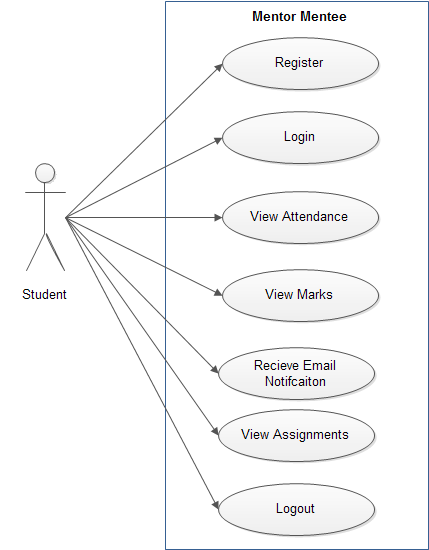 Mentor Mentee
Register
Login
View Attendance
Student
View Marks
Recieve Email
Notifcaiton
View Assignments
Logout